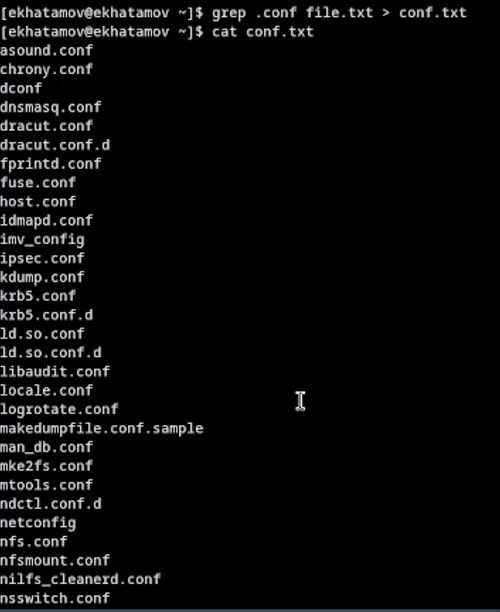 [ekhatamov@ekhatamov ~]$ grep .conf file.txt > conf.txt
[ekhatamov@ekhatamov ~]$ cat conf.txt
asound.conf
chrony.conf
dconf
dnsmasq.conf
dracut.conf
dracut.conf.d
fprintd.conf
fuse.conf
host.conf
idmapd.conf
imv_config
ipsec.conf
kdump.conf
krb5.conf
krb5.conf.d
ld.so.conf
ld.so.conf.d
libaudit.conf
locale.conf
logrotate.conf
makedumpfile.conf.sample
man_db.conf
mke2fs.conf
mtools.conf
ndctl.conf.d
netconfig
nfs.conf
nfsmount.conf
nilfs_cleanerd.conf
nsswitch.conf